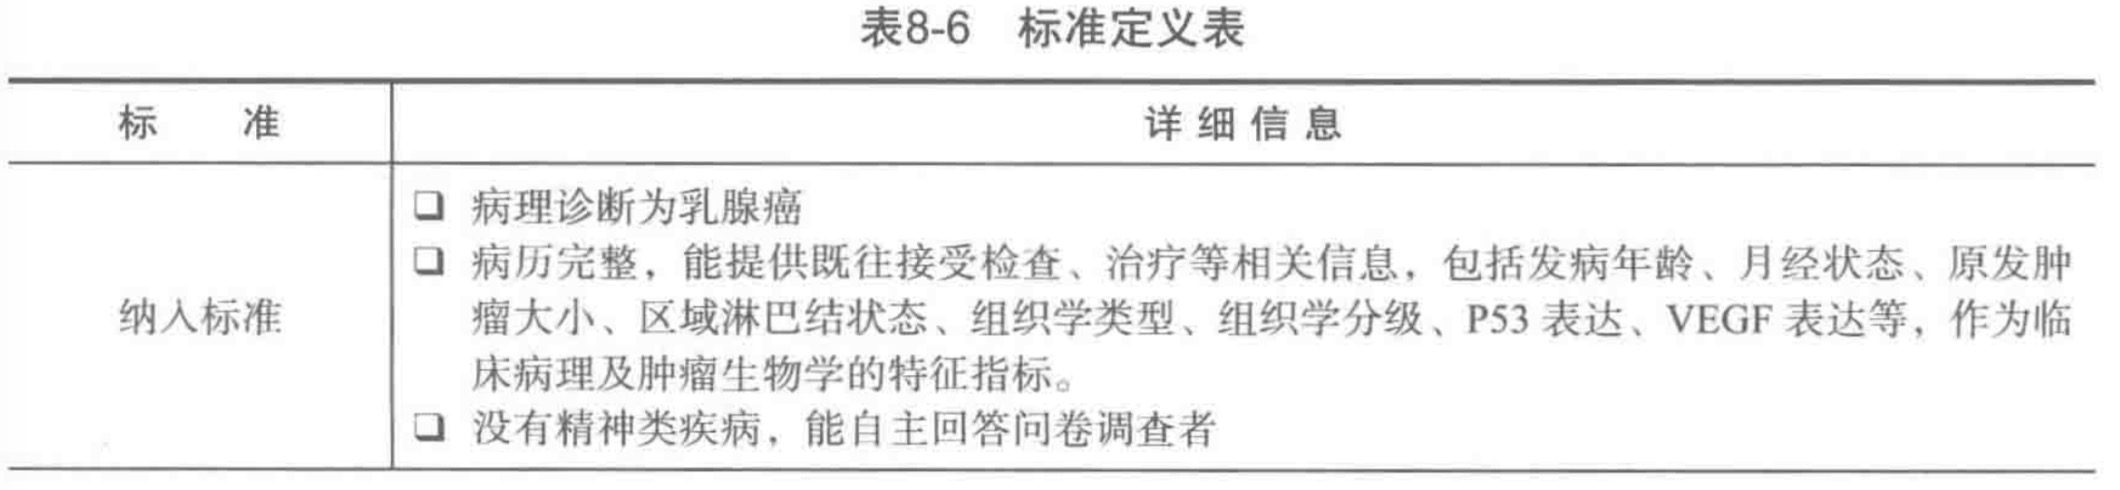 表8-6 标准定义表
标 准 详细信息
❑ 病理诊断为乳腺癌
❑ 病历完整，能提供既往接受检查、治疗等相关信息，包括发病年龄、月经状态、原发肿
纳入标准 瘤大小、区域淋巴结状态、组织学类型、组织学分级、P53 表达、VEGF 表达等，作为临
床病理及肿瘤生物学的特征指标。
❑ 没有精神类疾病，能自主回答问卷调查者